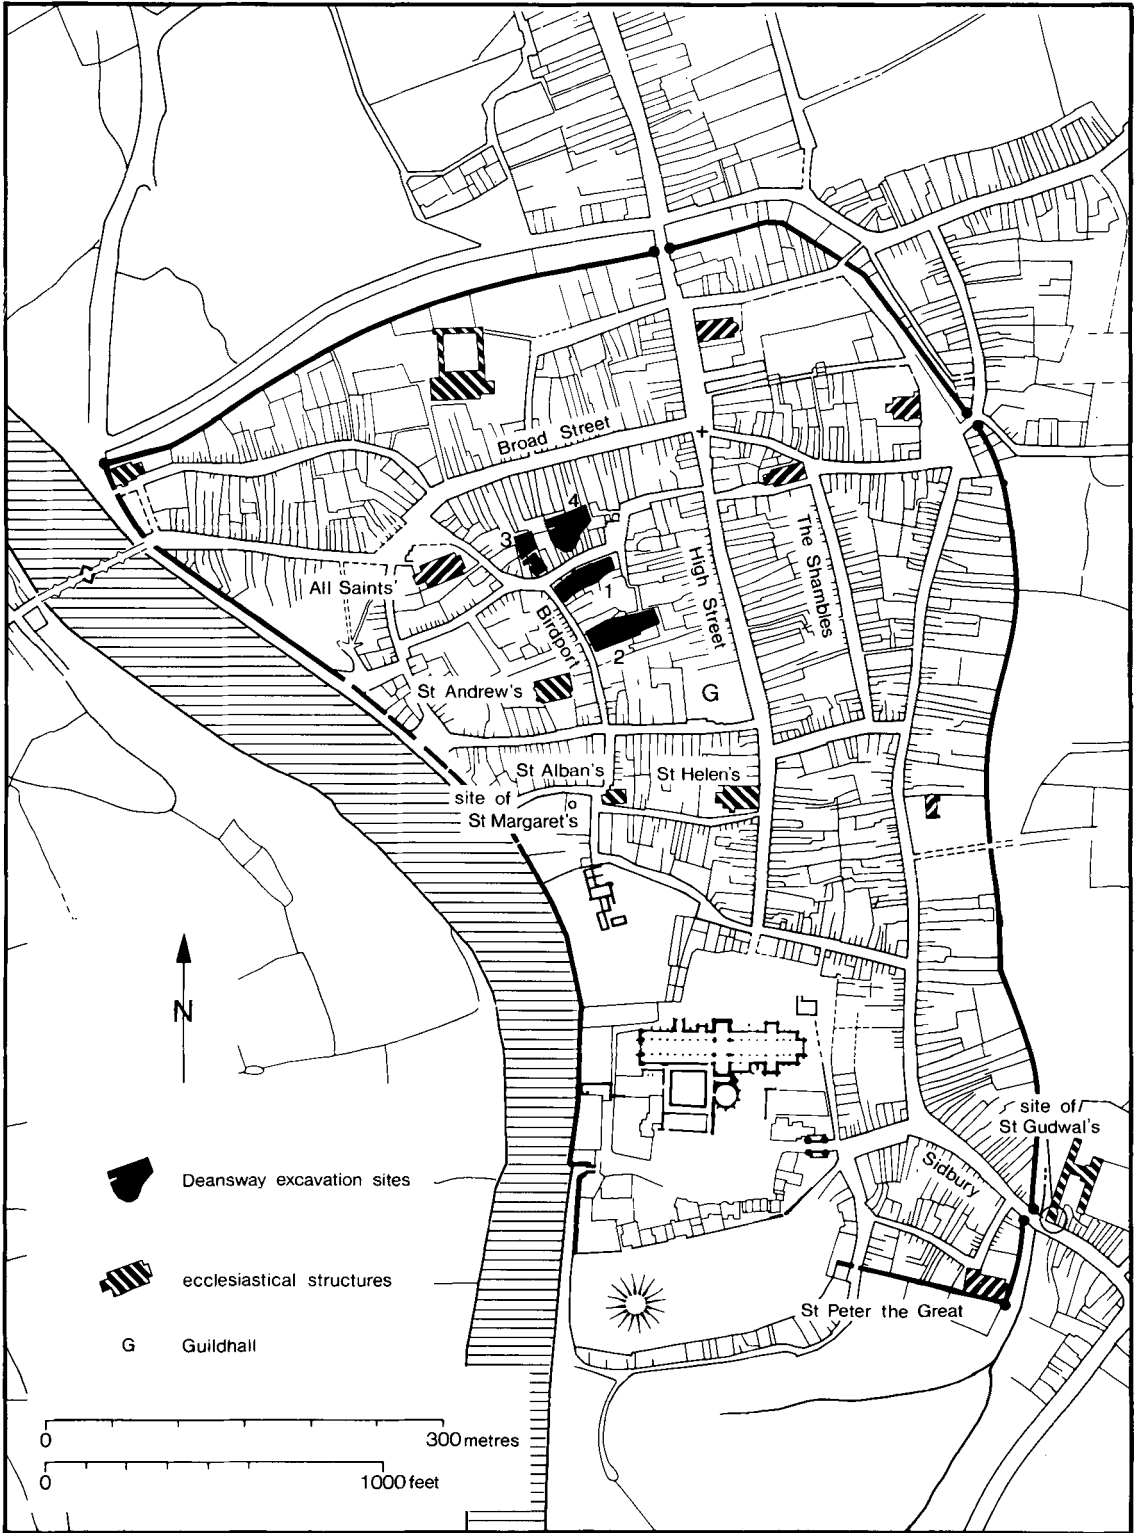 Broad Street
4
3
All Saints
1
High Street
The Shambles
Birdport
2
St Andrew's
G
St Alban's
St Helen's
site of
St Margaret's
N
site of
St Gudwal's
Sidbury
Deansway excavation sites
ecclesiastical structures
St Peter the Great
G Guildhall
0 300 metres
0 1000 feet